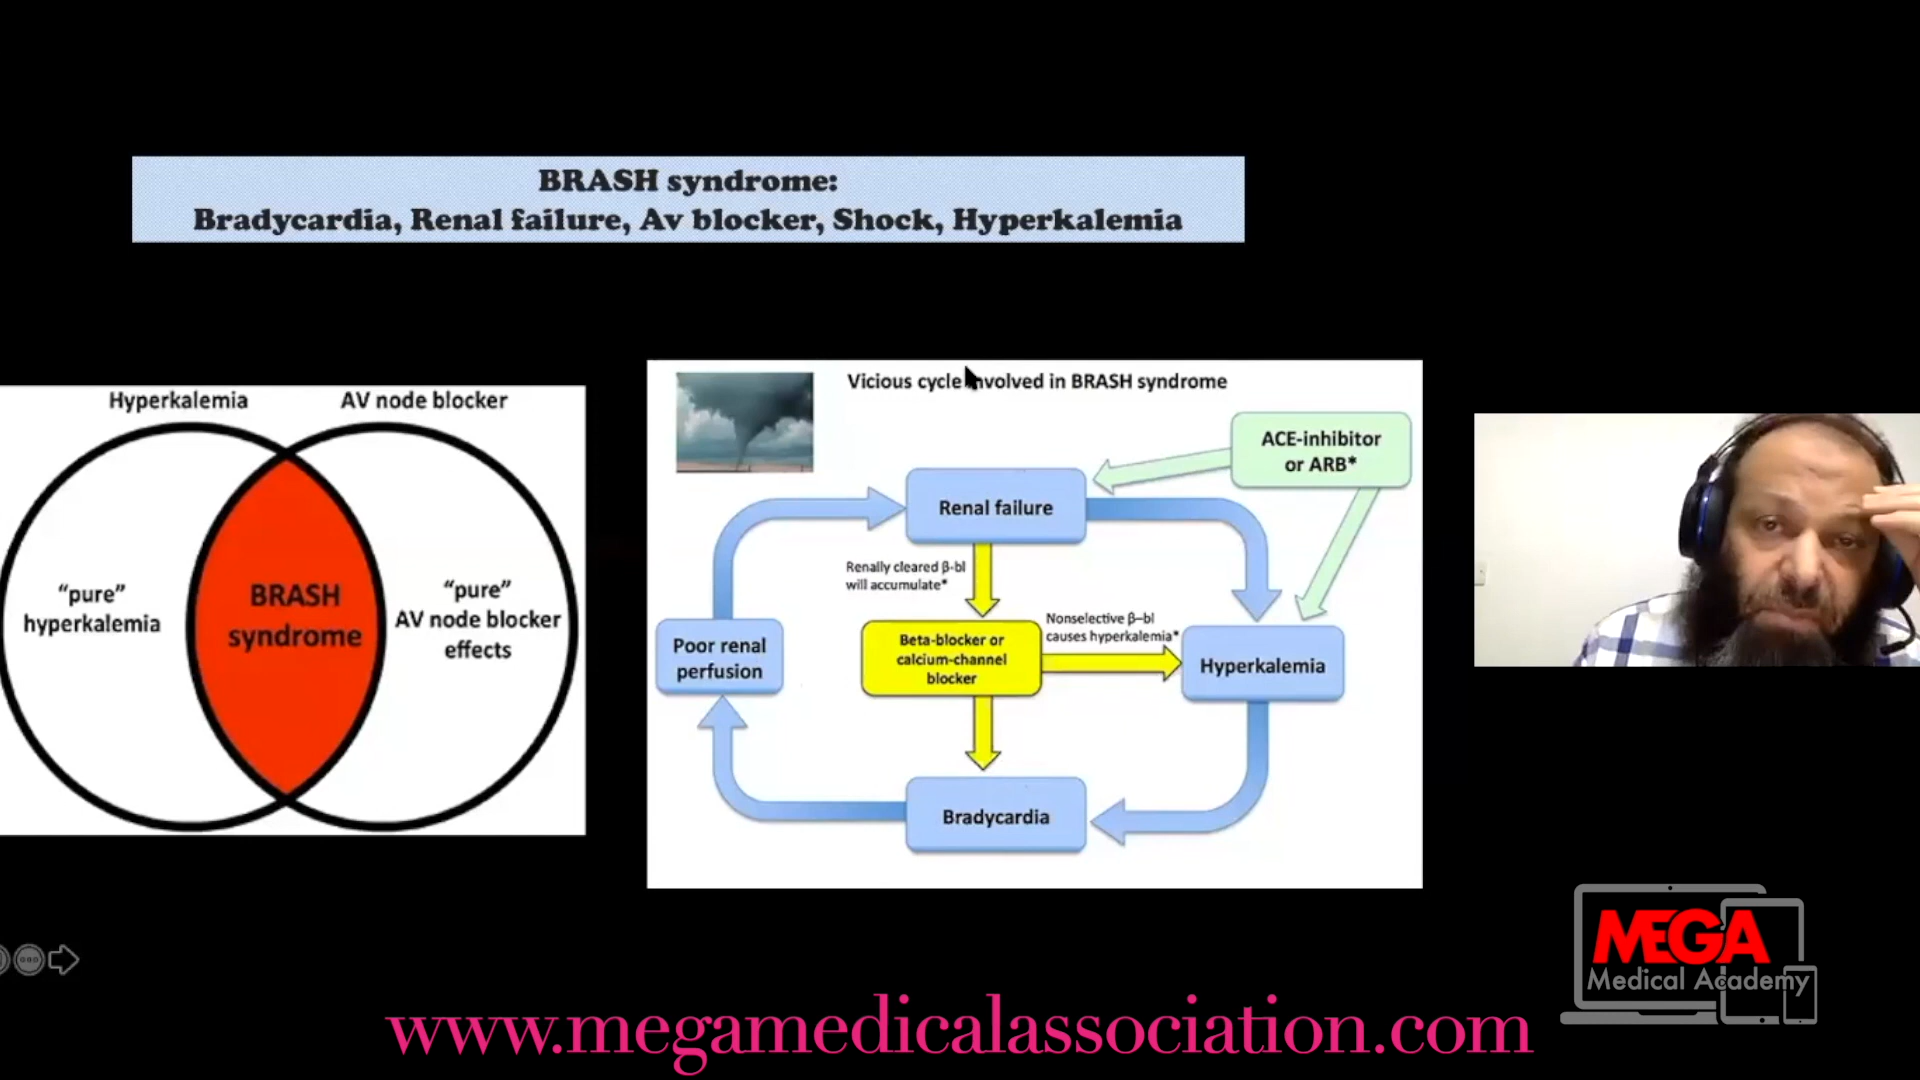 BRASH syndrome:
Bradycardia, Renal failure, Av blocker, Shock, Hyperkalemia
Hyperkalemia
AV node blocker
"pure"
hyperkalemia
BRASH
syndrome
"pure"
AV node blocker
effects
Vicious cycle involved in BRASH syndrome
ACE-inhibitor
or ARB*
Renal failure
Renally cleared β-bl
will accumulate*
Nonselective β–bl
causes hyperkalemia*
Poor renal
perfusion
Beta-blocker or
calcium-channel
blocker
Hyperkalemia
Bradycardia
MEGA
Medical Academy
www.megamedicalassociation.com